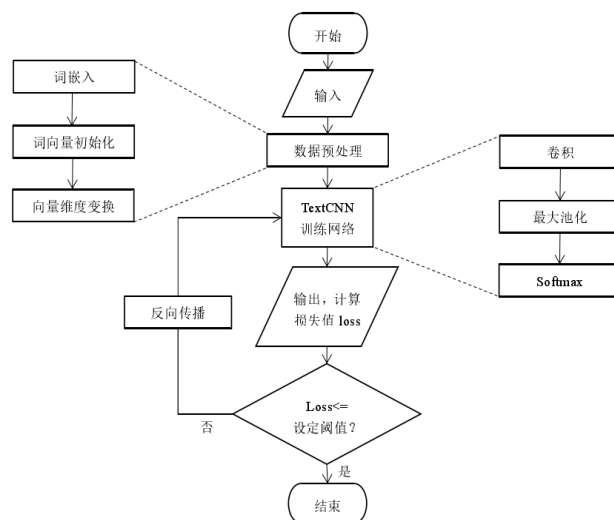 开始
输入
词嵌入
词向量初始化
向量维度变换
数据预处理
卷积
最大池化
Softmax
TextCNN
训练网络
输出，计算
损失值 loss
反向传播
Loss<=
设定阈值？
否
是
结束